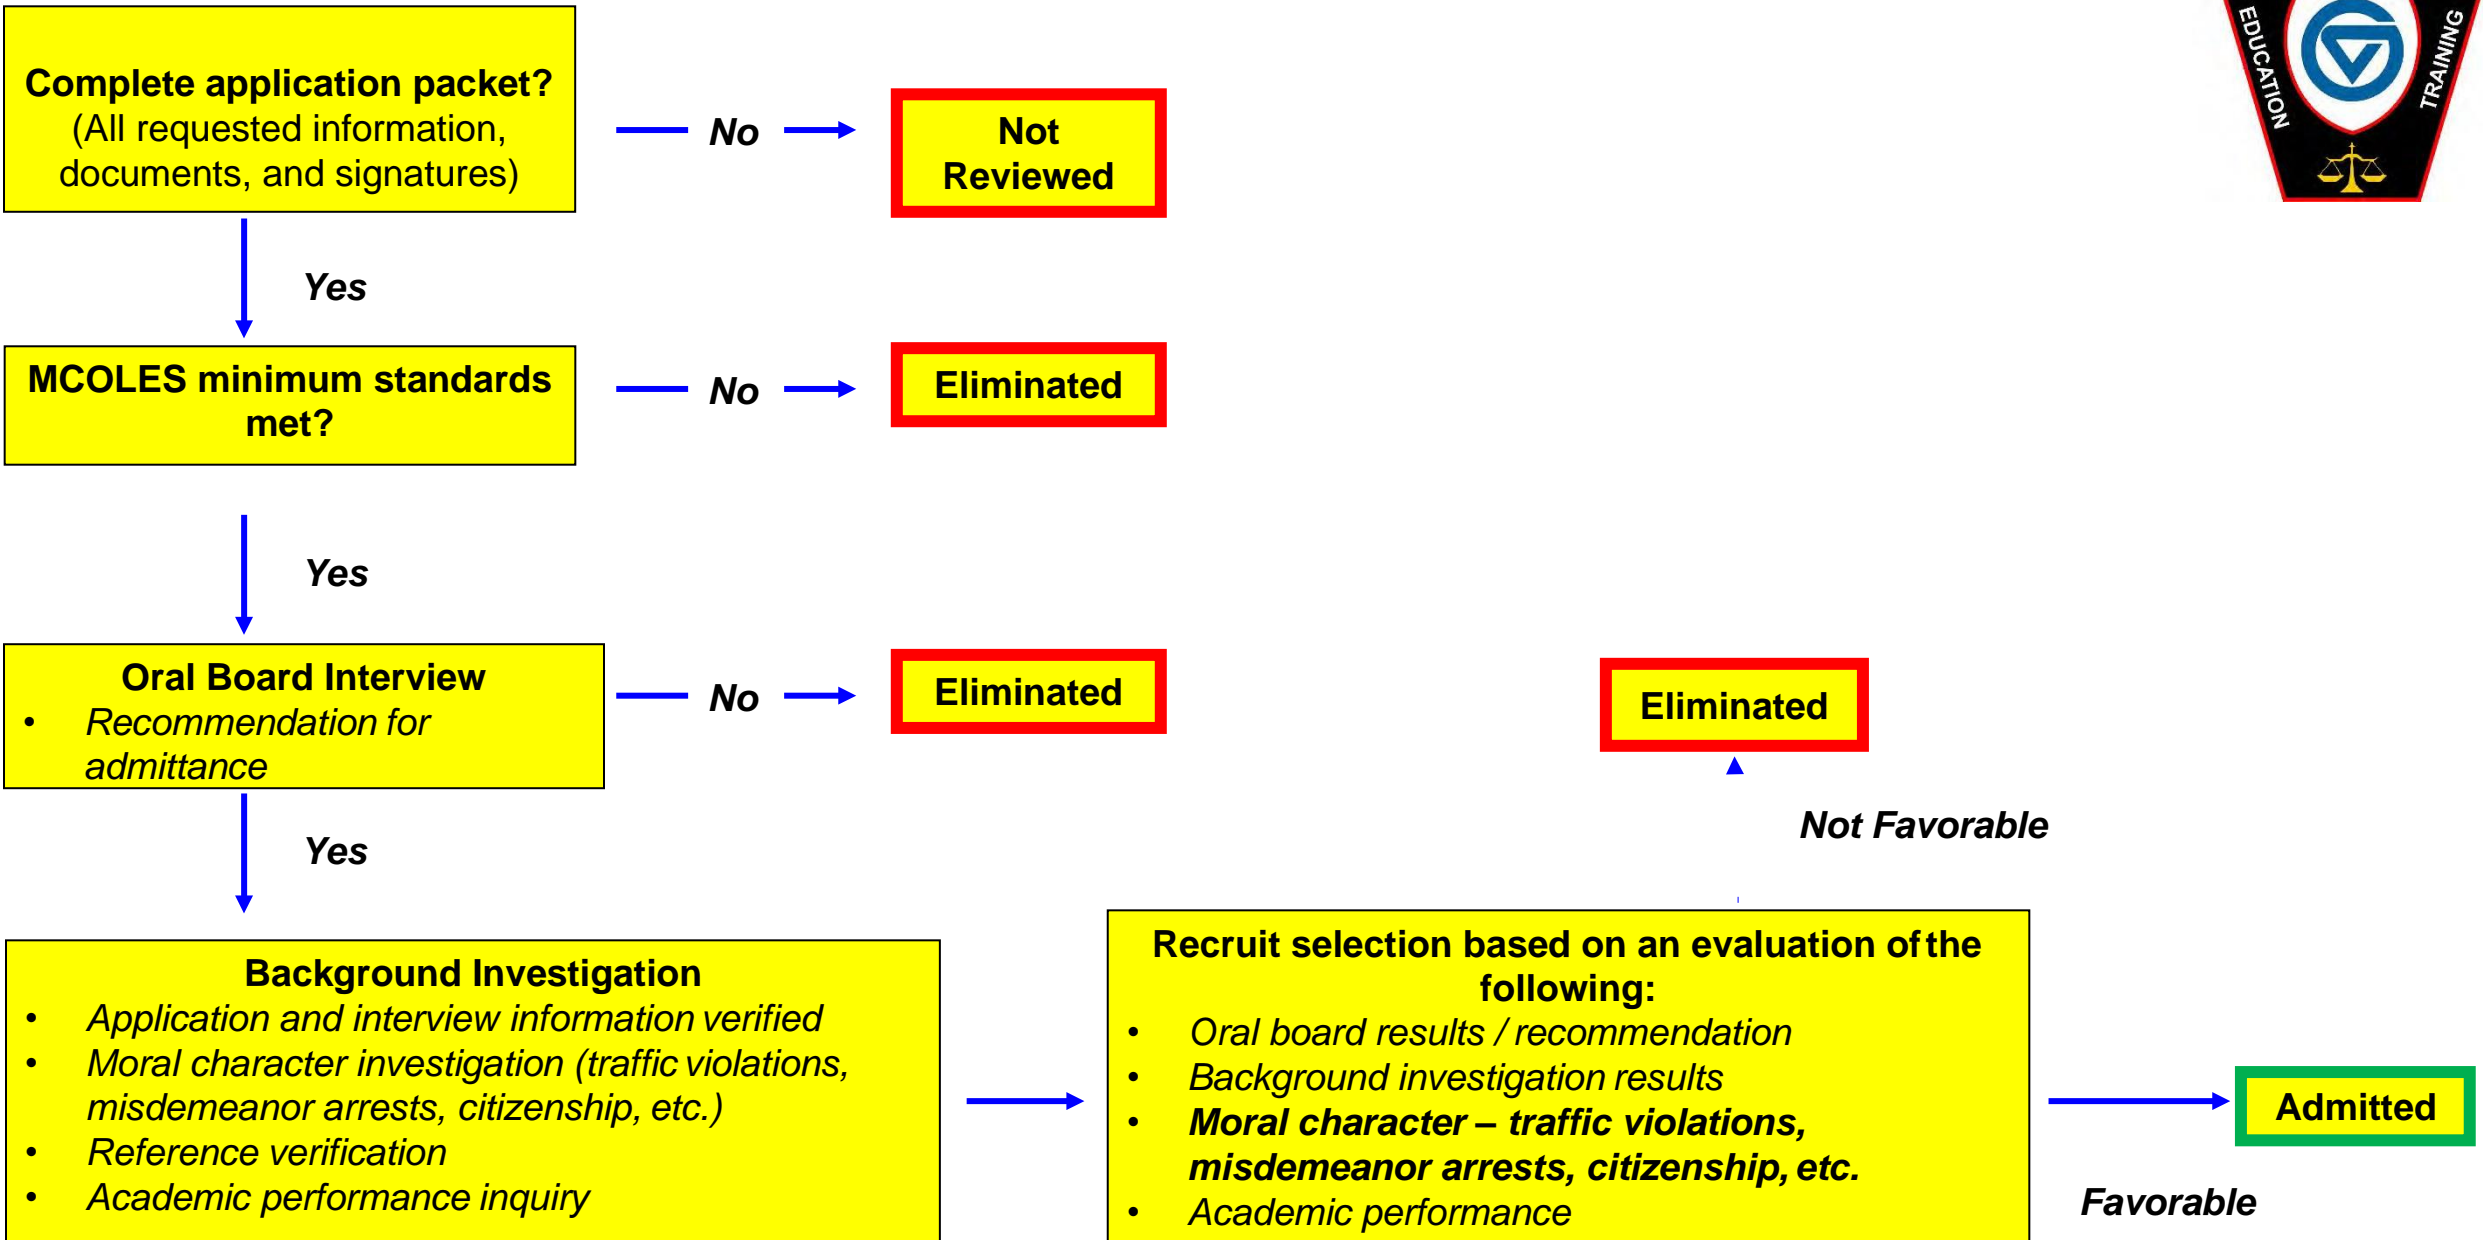 Complete application packet?
(All requested information,
documents, and signatures)
No
Not
Reviewed
EDUCATION
TRAINING
Yes
MCOLES minimum standards
met?
No
Eliminated
Yes
Oral Board Interview
• Recommendation for
admittance
No
Eliminated
Eliminated
Not Favorable
Yes
Background Investigation
• Application and interview information verified
• Moral character investigation (traffic violations,
misdemeanor arrests, citizenship, etc.)
• Reference verification
• Academic performance inquiry
Recruit selection based on an evaluation of the
following:
• Oral board results / recommendation
• Background investigation results
• Moral character – traffic violations,
misdemeanor arrests, citizenship, etc.
• Academic performance
Admitted
Favorable